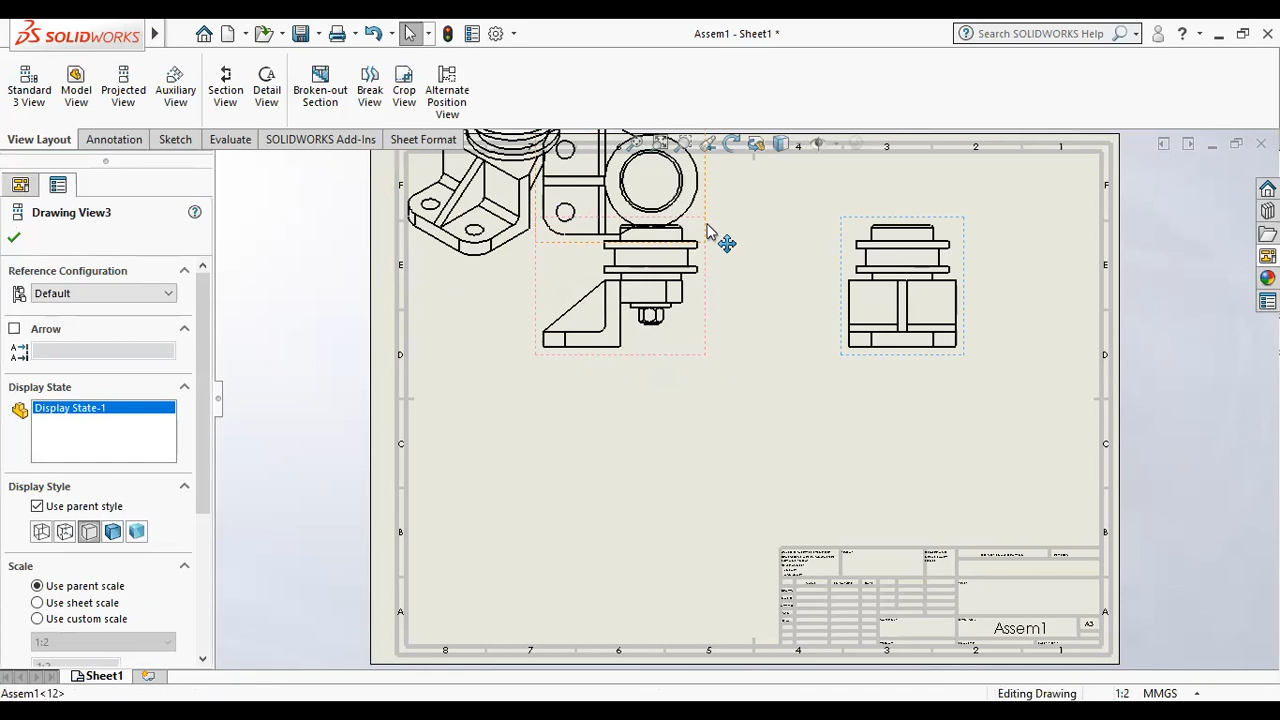 SOLIDWORKS
Assem1 - Sheet1 *
Search SOLIDWORKS Help
?
Standard
3 View
Model
View
Projected
View
Auxiliary
View
Section
View
Detail
View
Broken-out
Section
Break
View
Crop
View
Alternate
Position
View
View Layout
Annotation
Sketch
Evaluate
SOLIDWORKS Add-Ins
Sheet Format
Drawing View3
Reference Configuration
Default
Arrow
Display State
Display State-1
Display Style
Use parent style
Scale
Use parent scale
Use sheet scale
Use custom scale
1:2
4 3 2 1
F F
E E
D D
C C
B B
A A
Assem1
A3
8 7 6 5 4 3 2 1
Sheet1
Assem1<12>
Editing Drawing
1:2
MMGS